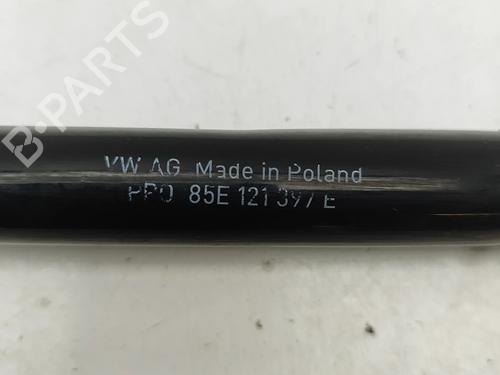 B-PARTS
VW AG Made in Poland
PPO 85E 121 397 E